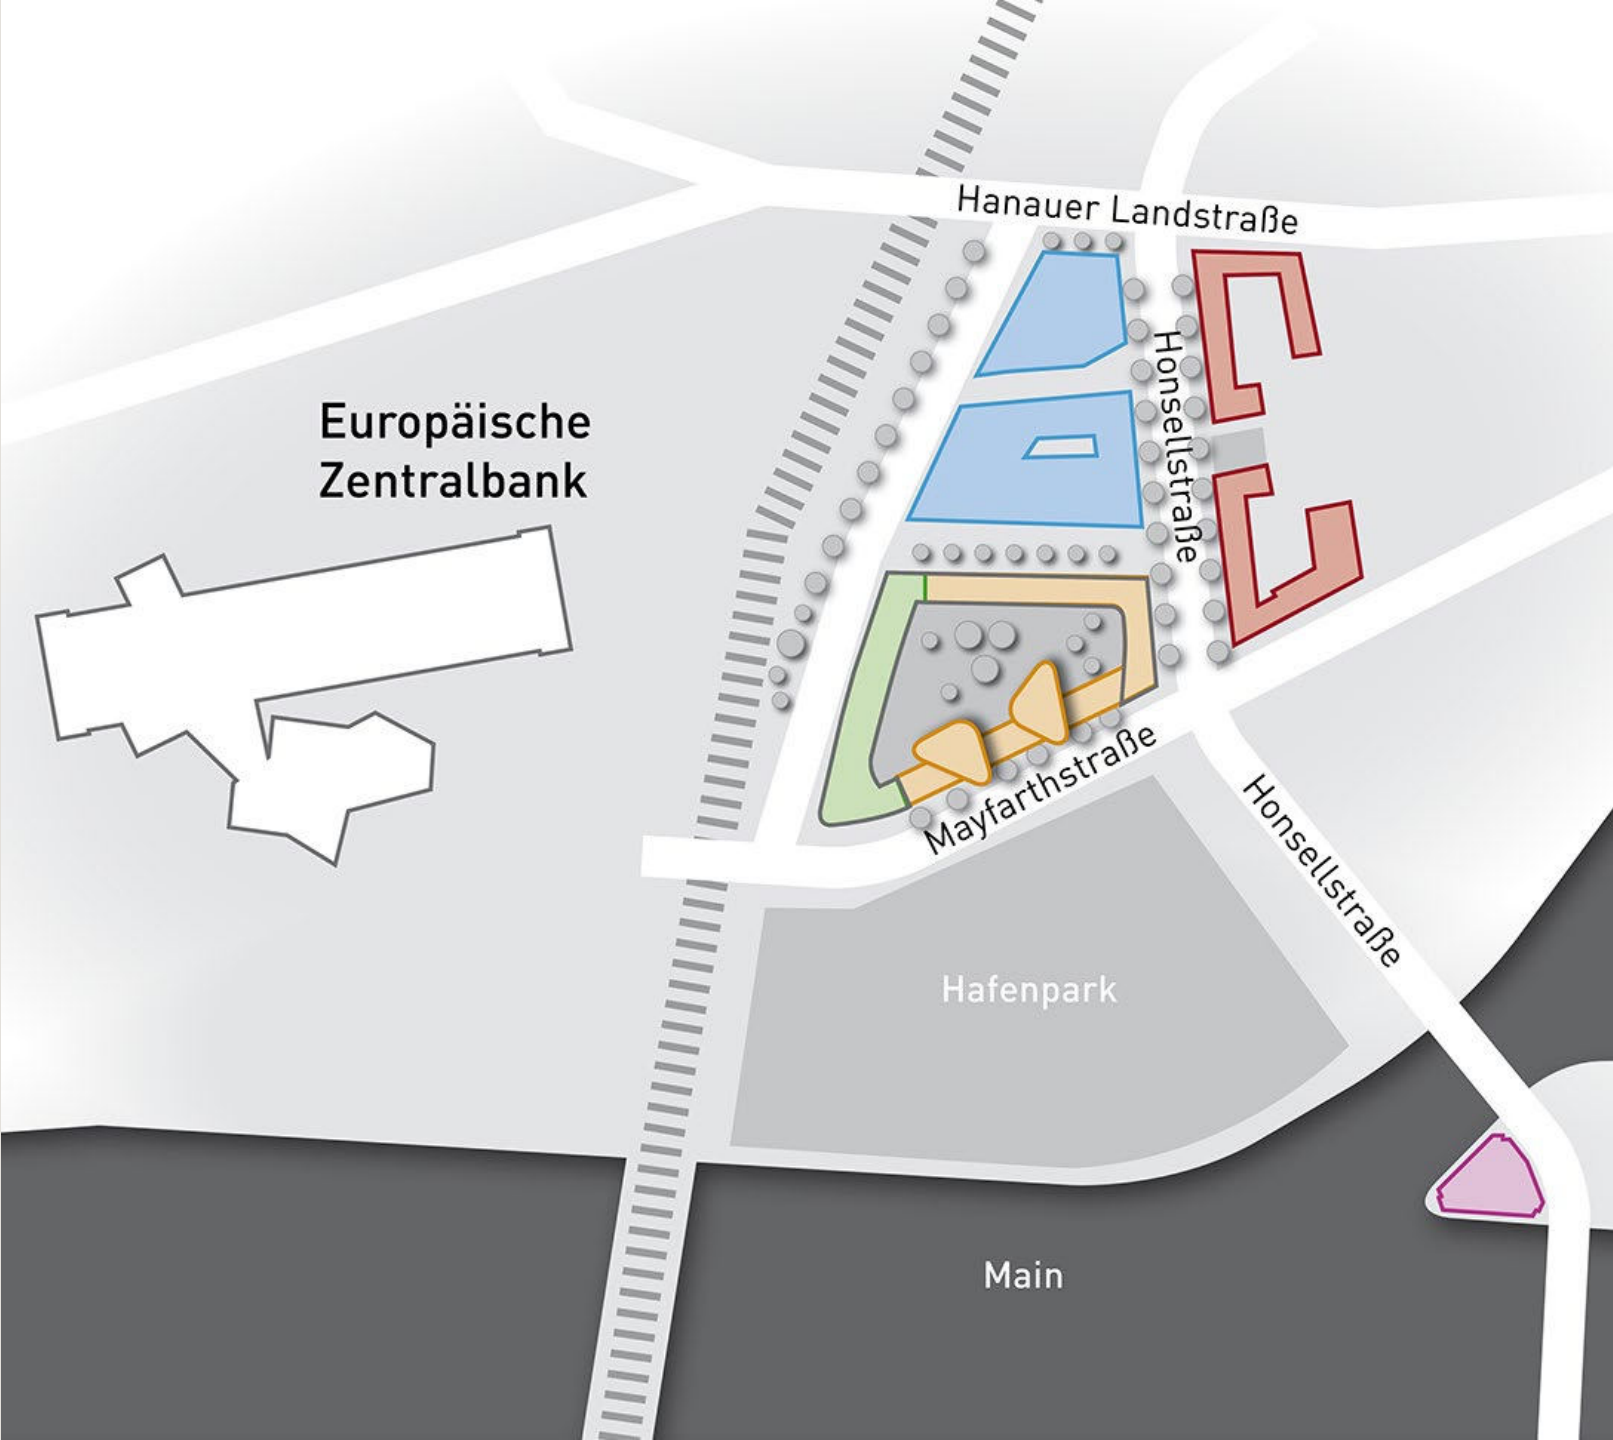 Hanauer Landstraße
Honsellstraße
Europäische
Zentralbank
Mayfarthstraße
Honsellstraße
Hafenpark
Main